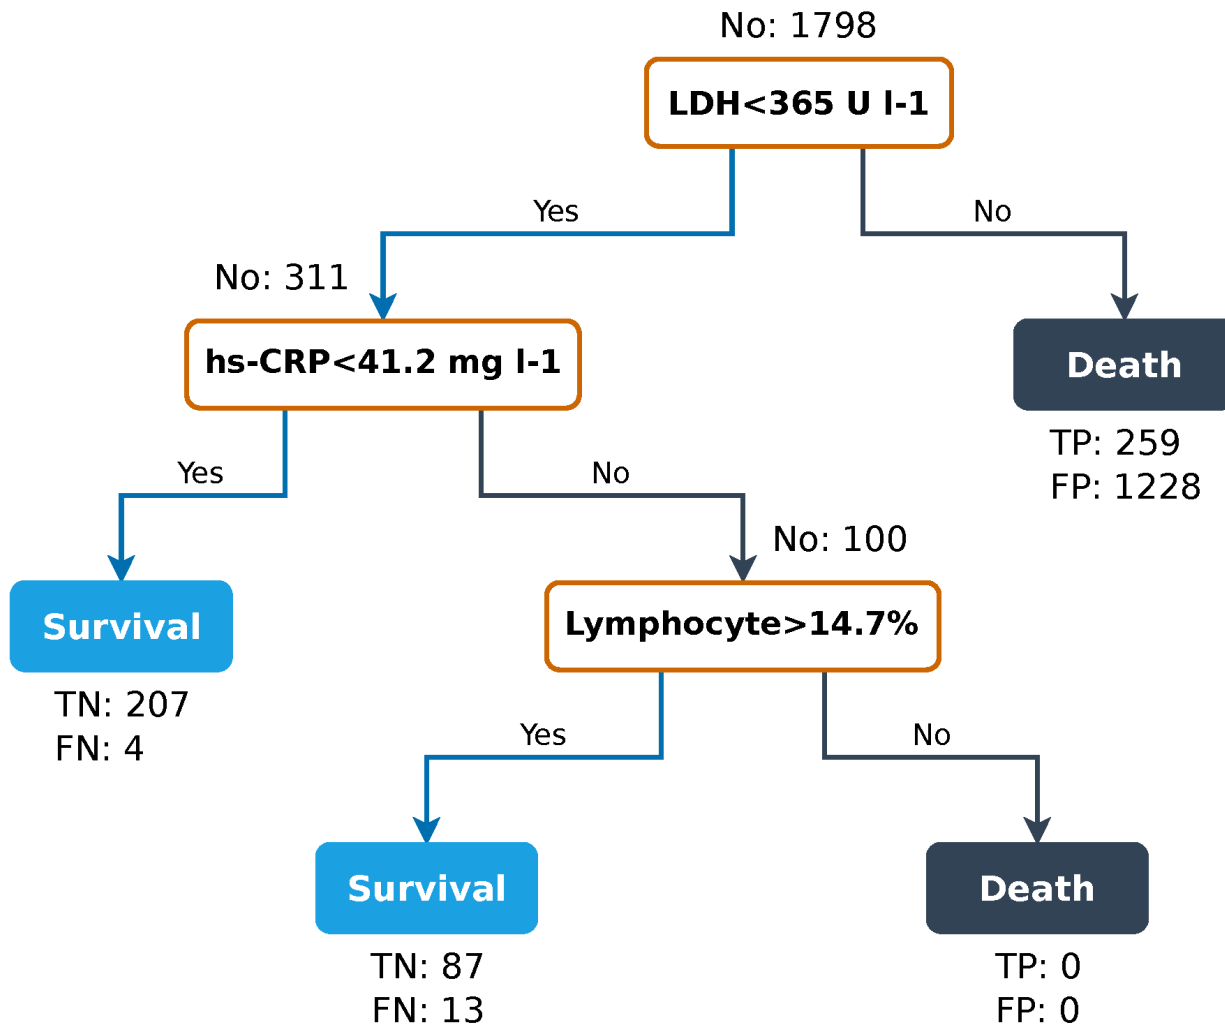 No: 1798
LDH<365 U l-1
Yes
No
No: 311
hs-CRP<41.2 mg l-1
Death
TP: 259
FP: 1228
Yes
No
No: 100
Survival
TN: 207
FN: 4
Lymphocyte>14.7%
Yes
No
Survival
TN: 87
FN: 13
Death
TP: 0
FP: 0